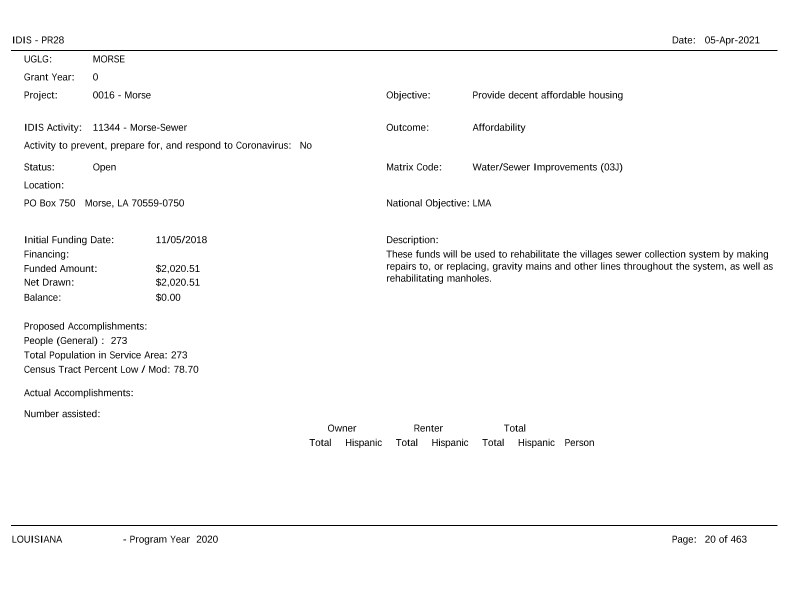 IDIS - PR28 Date: 05-Apr-2021
UGLG: MORSE
Grant Year: 0
Project: 0016 - Morse Objective: Provide decent affordable housing
IDIS Activity: 11344 - Morse-Sewer Outcome: Affordability
Activity to prevent, prepare for, and respond to Coronavirus: No
Status: Open Matrix Code: Water/Sewer Improvements (03J)
Location:
PO Box 750 Morse, LA 70559-0750 National Objective: LMA
Initial Funding Date: 11/05/2018 Description:
Financing: These funds will be used to rehabilitate the villages sewer collection system by making
Funded Amount: $2,020.51 repairs to, or replacing, gravity mains and other lines throughout the system, as well as
Net Drawn: $2,020.51 rehabilitating manholes.
Balance: $0.00
Proposed Accomplishments:
People (General) : 273
Total Population in Service Area: 273
Census Tract Percent Low / Mod: 78.70
Actual Accomplishments:
Number assisted:
Owner Renter Total
Total Hispanic Total Hispanic Total Hispanic Person
LOUISIANA - Program Year 2020 Page: 20 of 463